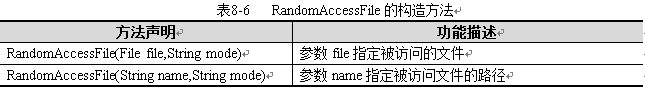 表8-6 RandomAccessFile 的构造方法
方法声明 功能描述
RandomAccessFile(File file,String mode) 参数 file 指定被访问的文件
RandomAccessFile(String name,String mode) 参数 name 指定被访问文件的路径